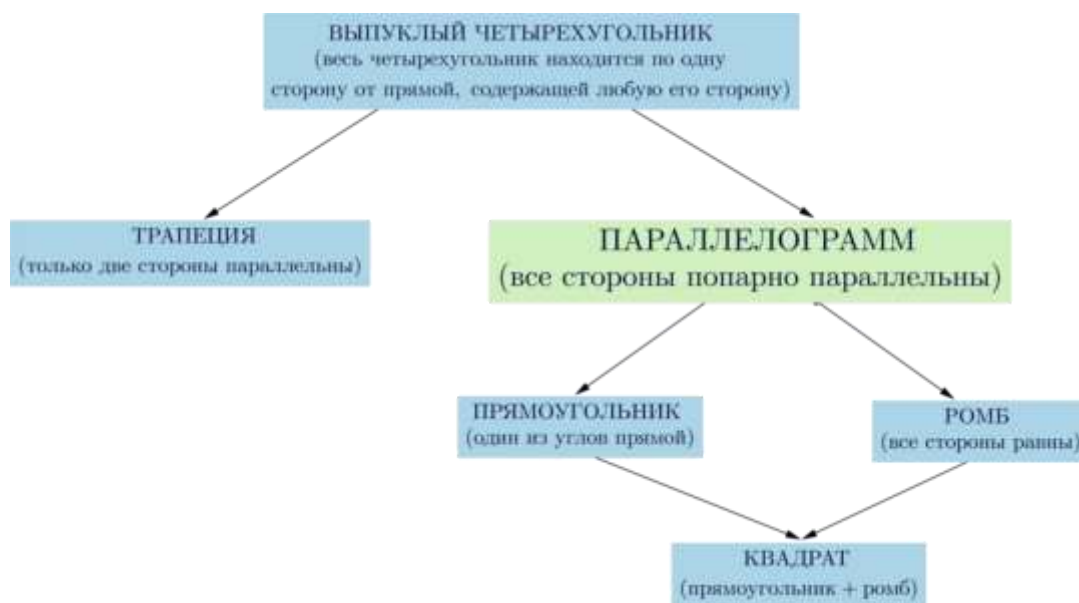 ВЫПУКЛЫЙ ЧЕТЫРЕХУГОЛЬНИК
(весь четырехугольник находится по одну
сторону от прямой, содержащей любую его сторону)
ТРАПЕЦИЯ
(только две стороны параллельны)
ПАРАЛЛЕЛОГРАММ
(все стороны попарно параллельны)
ПРЯМОУГОЛЬНИК
(один из углов прямой)
РОМБ
(все стороны равны)
КВАДРАТ
(прямоугольник + ромб)